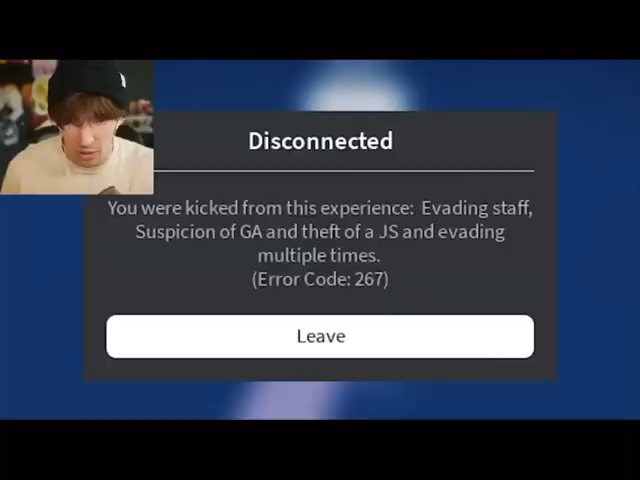 Disconnected
You were kicked from this experience:  Evading staff,
Suspicion of GA and theft of a JS and evading
multiple times.
(Error Code: 267)
Leave